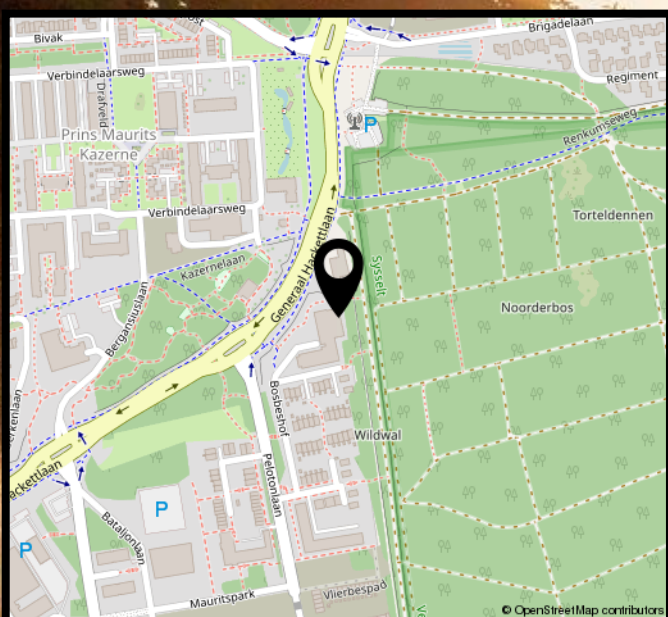 Bivak
Brigadelaan
Verbindelaarsweg
Regiment
Drafveld
P
Prins Maurits
Kazerne
Renkumseweg
Verbindelaarsweg
Torteldennen
Generaal Hackettlaan
Kazernelaan
Sysselt
Noorderbos
Bergansiuslaan
Bosbeshof
Wildwal
erkenlaan
Hackettlaan
Pelotonlaan
P
Bataljonlaan
P
Mauritspark
Vlierbespad
© OpenStreetMap contributors